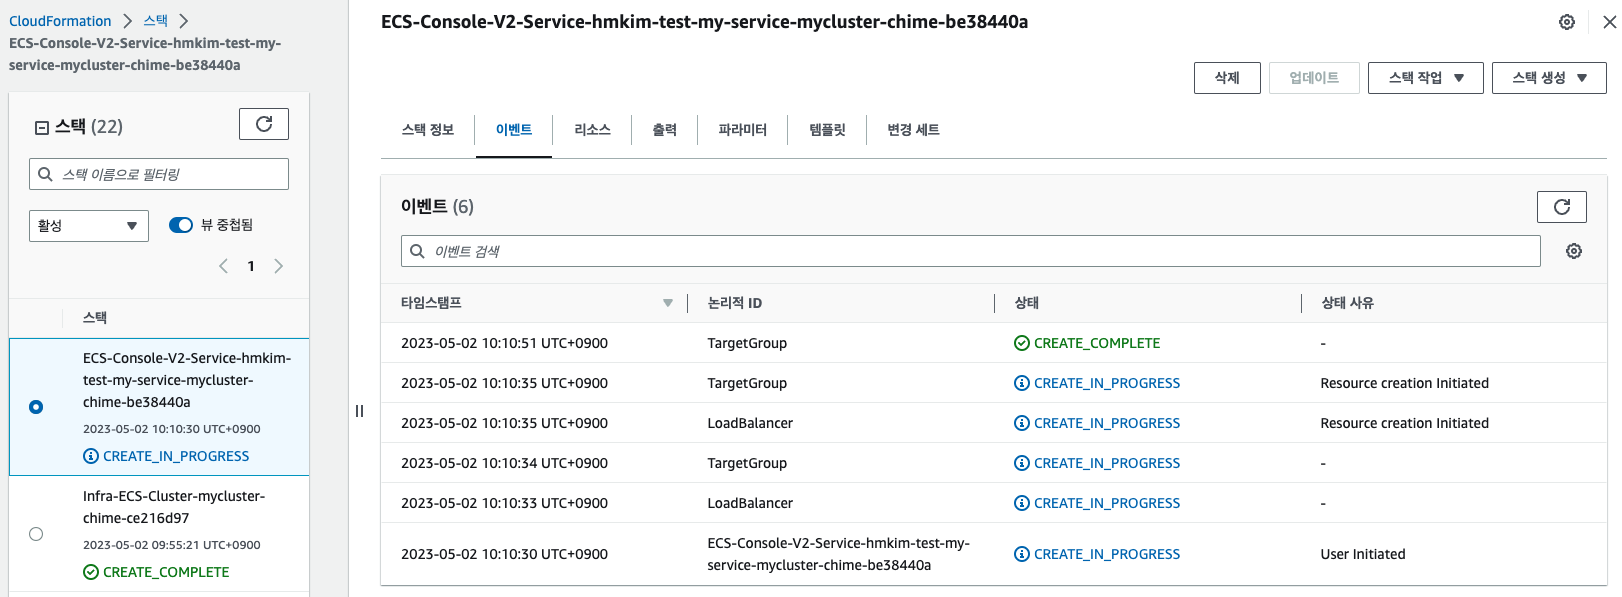 CloudFormation > 스택 >
ECS-Console-V2-Service-hmkim-test-my-
service-mycluster-chime-be38440a
스택 (22)
스택 이름으로 필터링
활성
뷰 중첩됨
1
스택
ECS-Console-V2-Service-hmkim-
test-my-service-mycluster-
chime-be38440a
2023-05-02 10:10:30 UTC+0900
CREATE_IN_PROGRESS
Infra-ECS-Cluster-mycluster-
chime-ce216d97
2023-05-02 09:55:21 UTC+0900
CREATE_COMPLETE
ECS-Console-V2-Service-hmkim-test-my-service-mycluster-chime-be38440a
삭제 업데이트 스택 작업 스택 생성
스택 정보 이벤트 리소스 출력 파라미터 템플릿 변경 세트
이벤트 (6)
이벤트 검색
타임스탬프 논리적 ID 상태 상태 사유
2023-05-02 10:10:51 UTC+0900 TargetGroup CREATE_COMPLETE -
2023-05-02 10:10:35 UTC+0900 TargetGroup CREATE_IN_PROGRESS Resource creation Initiated
2023-05-02 10:10:35 UTC+0900 LoadBalancer CREATE_IN_PROGRESS Resource creation Initiated
2023-05-02 10:10:34 UTC+0900 TargetGroup CREATE_IN_PROGRESS -
2023-05-02 10:10:33 UTC+0900 LoadBalancer CREATE_IN_PROGRESS -
2023-05-02 10:10:30 UTC+0900 ECS-Console-V2-Service-hmkim-test-my- CREATE_IN_PROGRESS User Initiated
service-mycluster-chime-be38440a